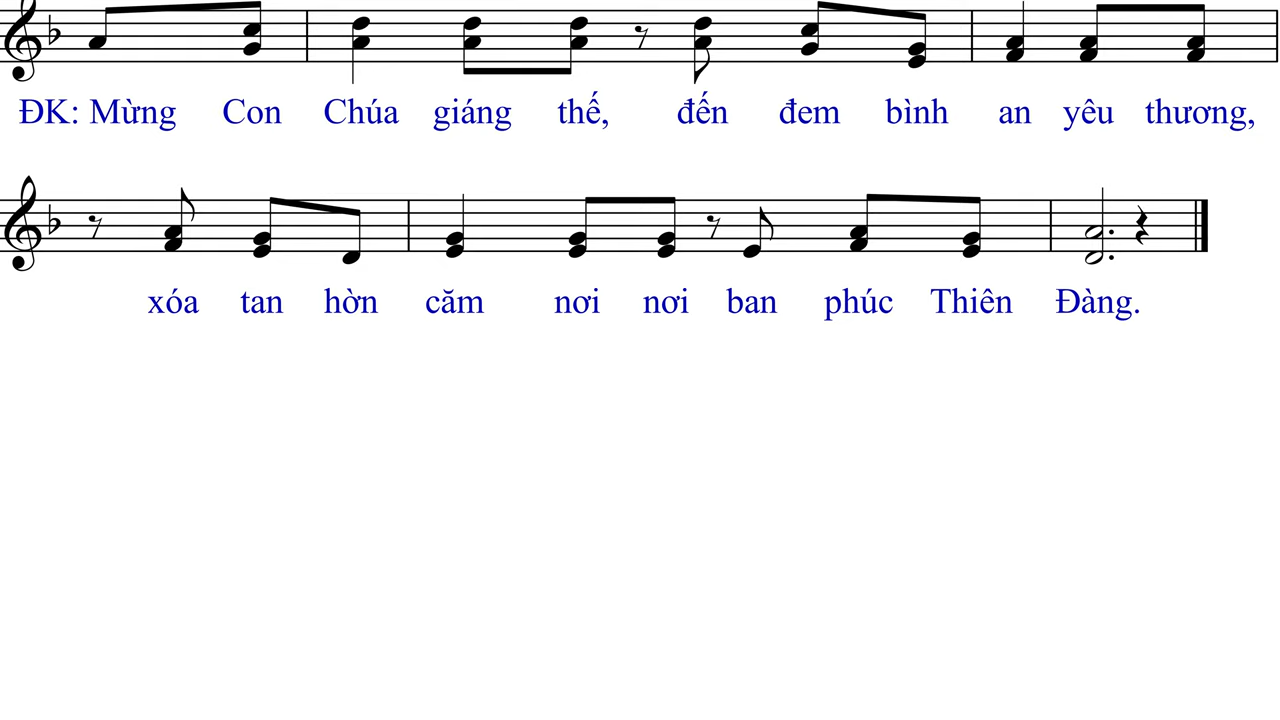 ĐK: Mừng Con Chúa giáng thế, đến đem bình an yêu thương,
xóa tan hờn căm nơi nơi ban phúc Thiên Đàng.